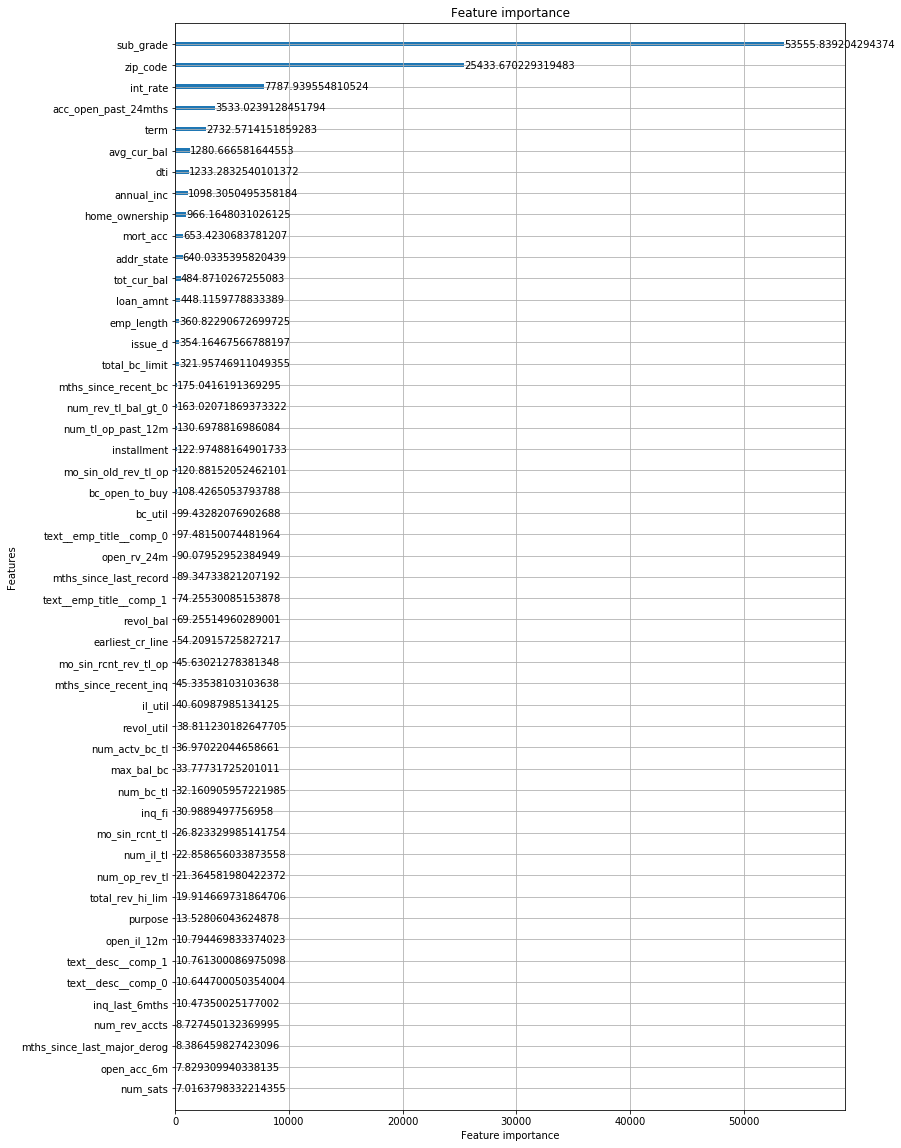 Feature importance
sub_grade 53555.839204294374
zip_code 25433.670229319483
int_rate 7787.939554810524
acc_open_past_24mths 3533.0239128451794
term 2732.5714151859283
avg_cur_bal 1280.666581644553
dti 1233.2832540101372
annual_inc 1098.3050495358184
home_ownership 966.1648031026125
mort_acc 653.4230683781207
addr_state 640.0335395820439
tot_cur_bal 484.8710267255083
loan_amnt 448.1159778833389
emp_length 360.82290672699725
issue_d 354.16467566788197
total_bc_limit 321.95746911049355
mths_since_recent_bc 175.0416191369295
num_rev_tl_bal_gt_0 163.02071869373322
num_tl_op_past_12m 130.6978816986084
installment 122.97488164901733
mo_sin_old_rev_tl_op 120.88152052462101
bc_open_to_buy 108.4265053793788
bc_util 99.43282076902688
text__emp_title__comp_0 97.48150074481964
open_rv_24m 90.07952952384949
Features
mths_since_last_record 89.34733821207192
text__emp_title__comp_1 74.25530085153878
revol_bal 69.25514960289001
earliest_cr_line 54.20915725827217
mo_sin_rcnt_rev_tl_op 45.63021278381348
mths_since_recent_inq 45.33538103103638
il_util 40.60987985134125
revol_util 38.811230182647705
num_actv_bc_tl 36.97022044658661
max_bal_bc 33.77731725201011
num_bc_tl 32.160905957221985
inq_fi 30.9889497756958
mo_sin_rcnt_tl 26.823329985141754
num_il_tl 22.858656033873558
num_op_rev_tl 21.364581980422372
total_rev_hi_lim 19.914669731864706
purpose 13.52806043624878
open_il_12m 10.794469833374023
text__desc__comp_1 10.761300086975098
text__desc__comp_0 10.644700050354004
inq_last_6mths 10.47350025177002
num_rev_accts 8.727450132369995
mths_since_last_major_derog 8.386459827423096
open_acc_6m 7.829309940338135
num_sats 7.0163798332214355
0 10000 20000 30000 40000 50000
Feature importance